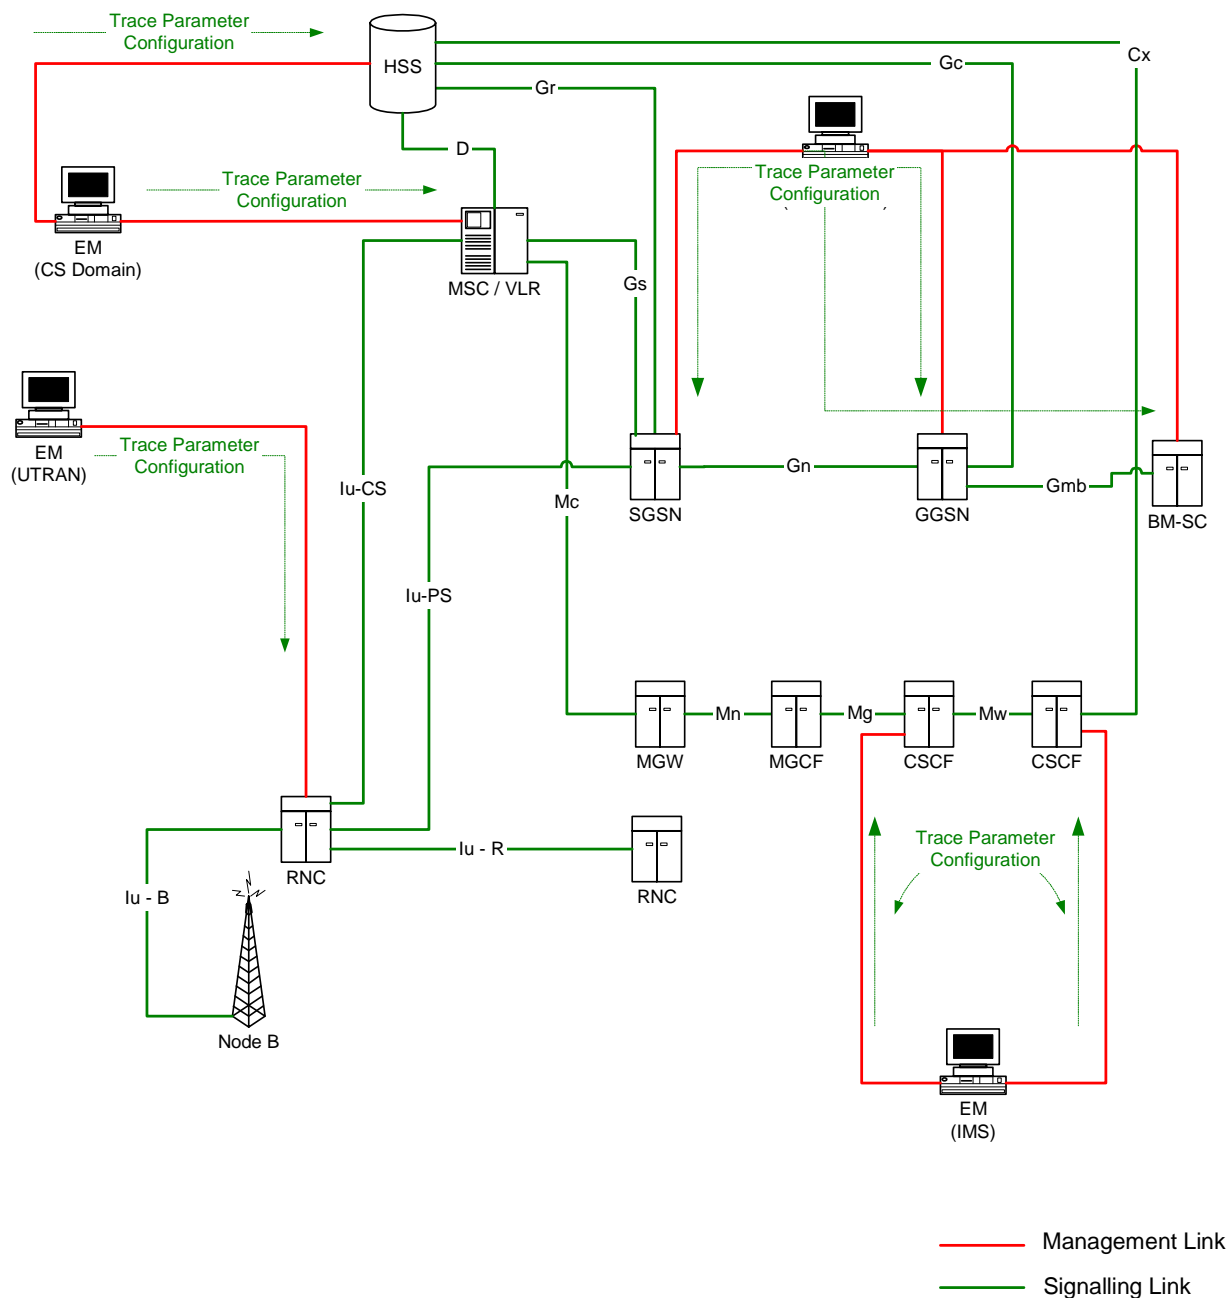 Trace Parameter
Configuration
HSS
Cx
Gc
Gr
D
Trace Parameter
Configuration
Trace Parameter
Configuration
EM
(CS Domain)
MSC / VLR
Gs
EM
(UTRAN)
Trace Parameter
Configuration
Iu-CS
Mc
SGSN
Gn
GGSN
Gmb
BM-SC
Iu-PS
Mn
Mg
Mw
MGW
MGCF
CSCF
CSCF
RNC
Iu - R
RNC
Trace Parameter
Configuration
Iu - B
Node B
EM
(IMS)
Management Link
Signalling Link